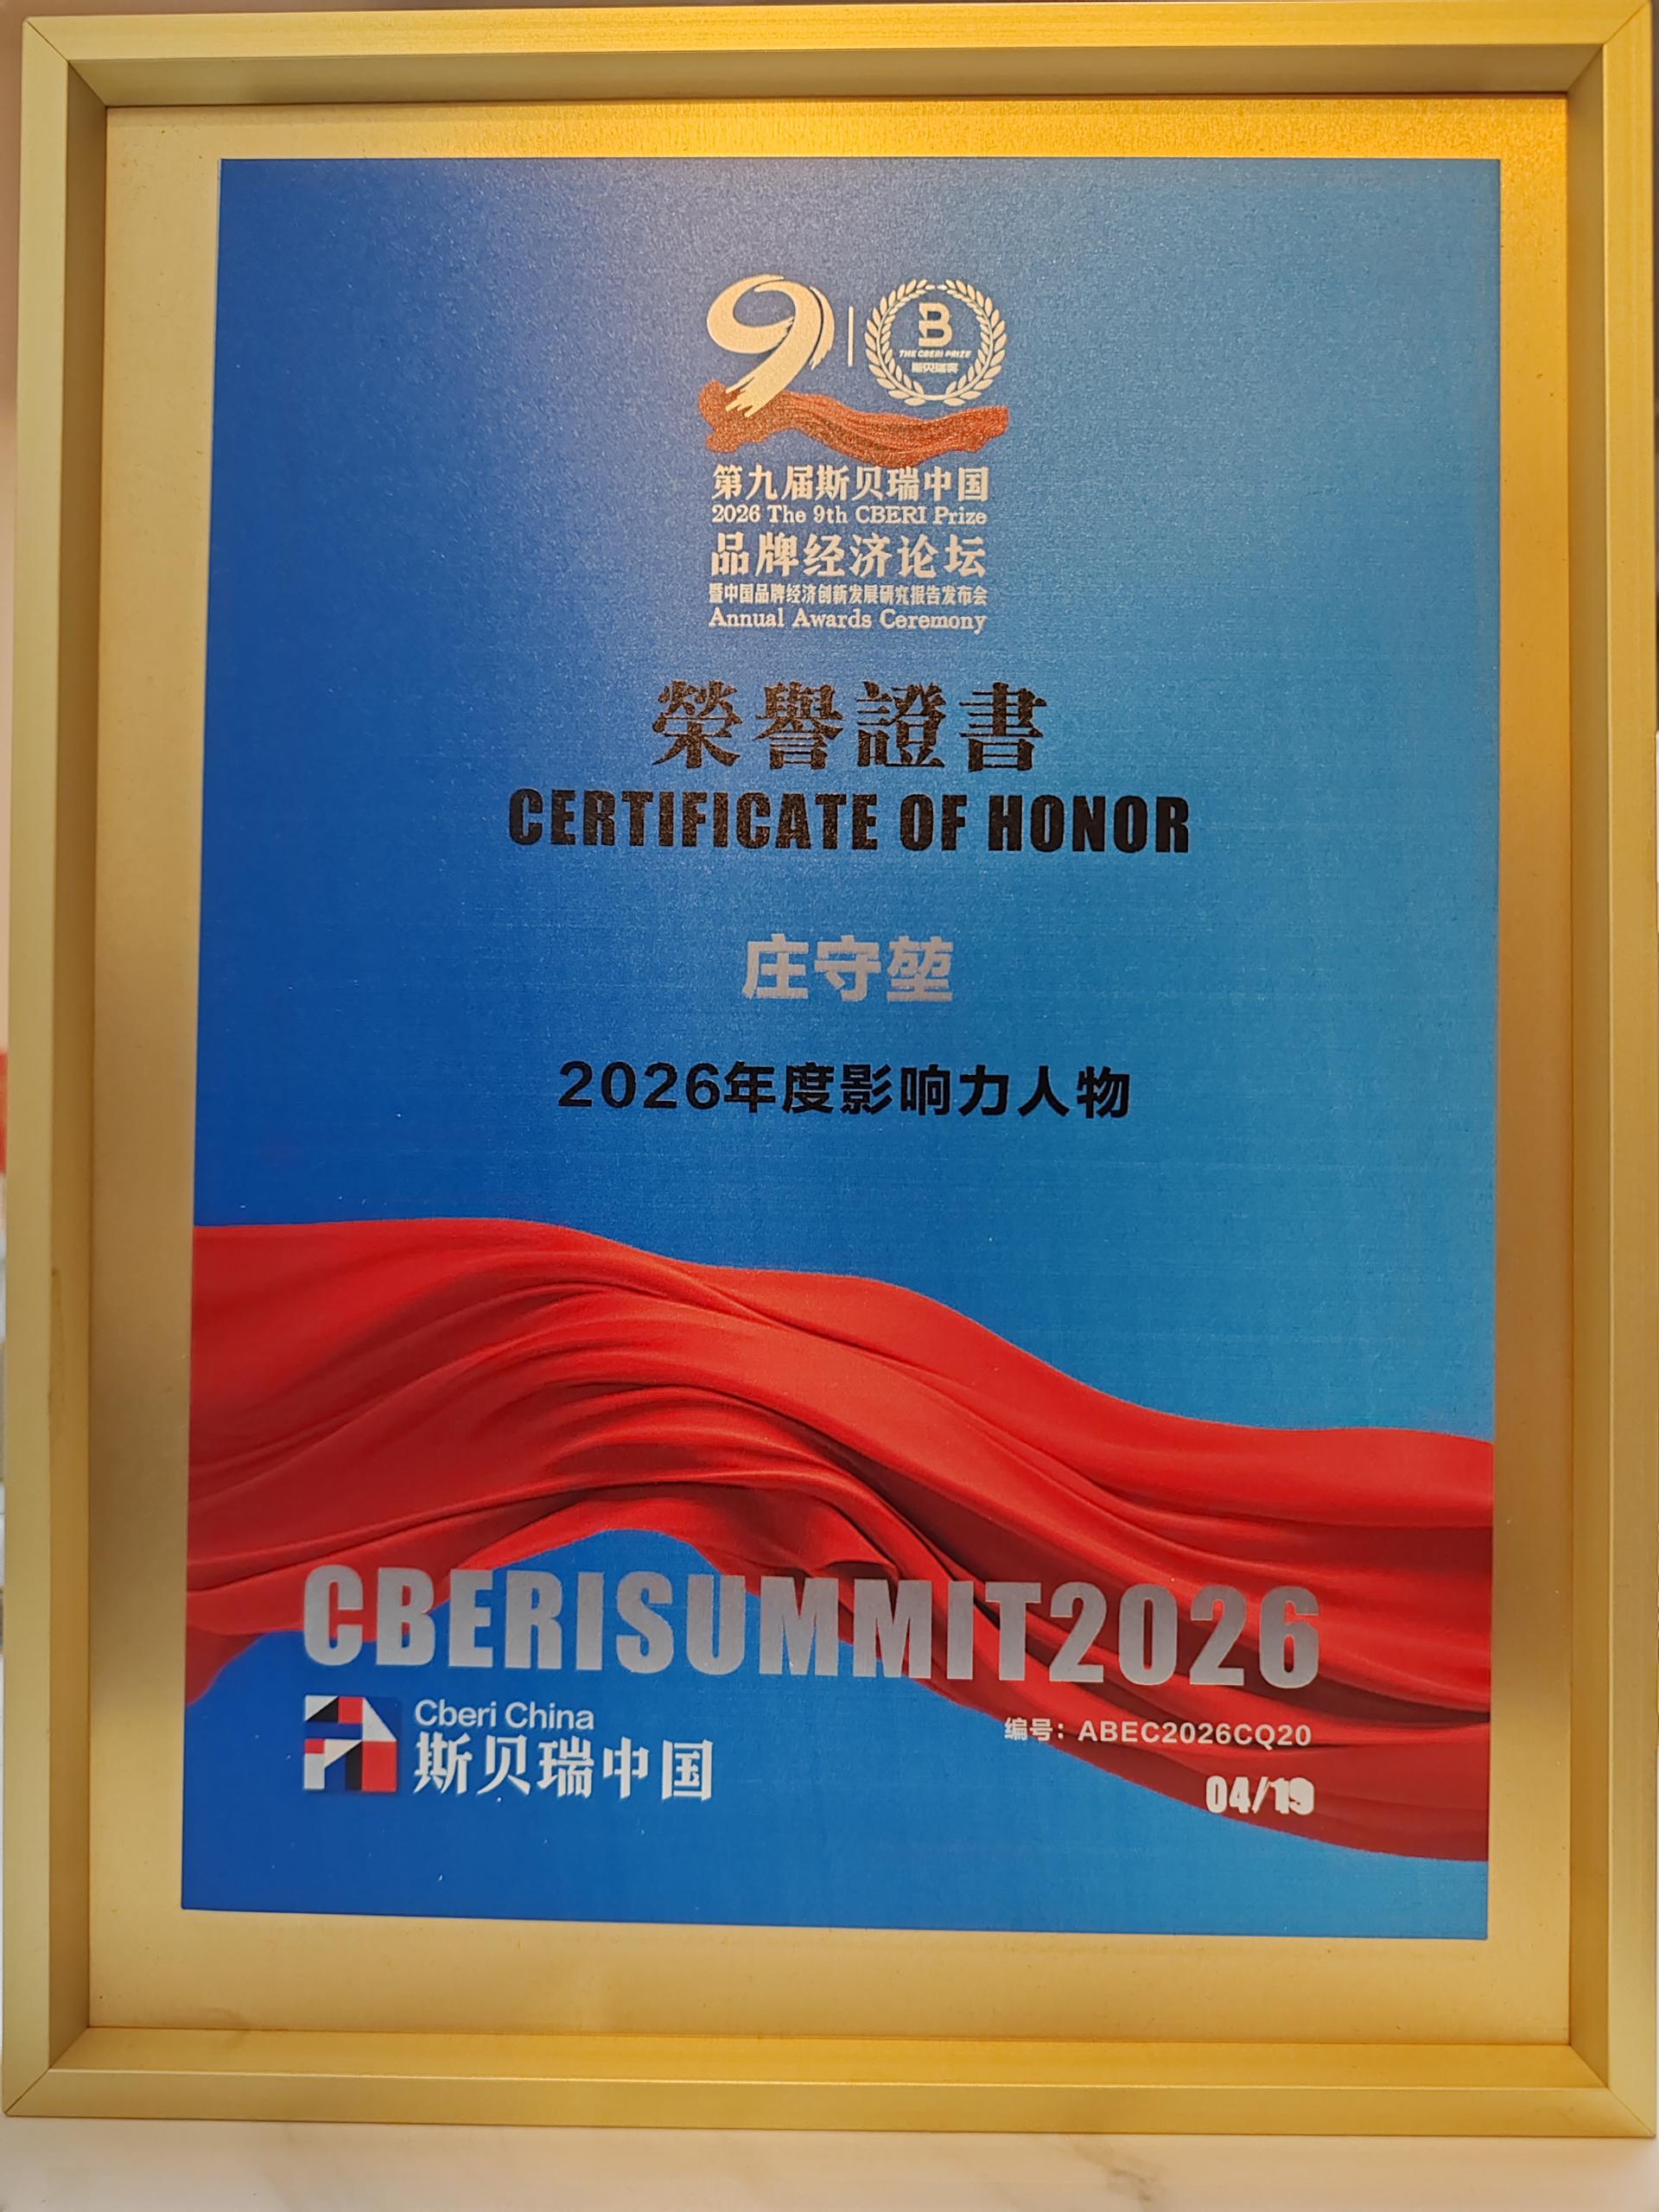 9
B
THE CBERI PRIZE
斯贝瑞奖
第九届斯贝瑞中国
2026 The 9th CBERI Prize
品牌经济论坛
暨中国品牌经济创新发展研究报告发布会
Annual Awards Ceremony
榮譽證書
CERTIFICATE OF HONOR
庄守堃
2026年度影响力人物
CBERISUMMIT2026
Cberi China
斯贝瑞中国
编号：ABEC2026CQ20
04/19